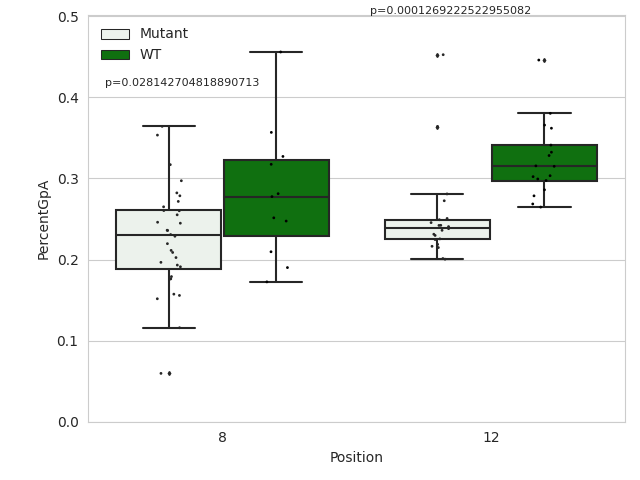 p=0.0001269222522955082
0.5
Mutant
WT
p=0.028142704818890713
0.4
0.3
PercentGpA
0.2
0.1
0.0
8 12
Position